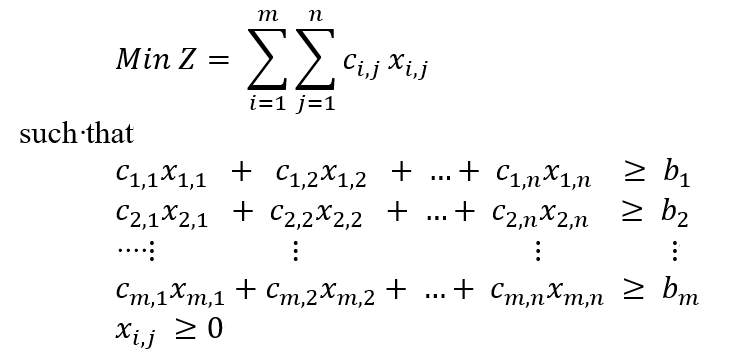 Min Z = ∑_{i=1}^{m} ∑_{j=1}^{n} c_{i,j} x_{i,j}
such·that
c_{1,1}x_{1,1} + c_{1,2}x_{1,2} + … + c_{1,n}x_{1,n} ≥ b_1
c_{2,1}x_{2,1} + c_{2,2}x_{2,2} + … + c_{2,n}x_{2,n} ≥ b_2
····⋮ ⋮ ⋮ ⋮
c_{m,1}x_{m,1} + c_{m,2}x_{m,2} + … + c_{m,n}x_{m,n} ≥ b_m
x_{i,j} ≥ 0